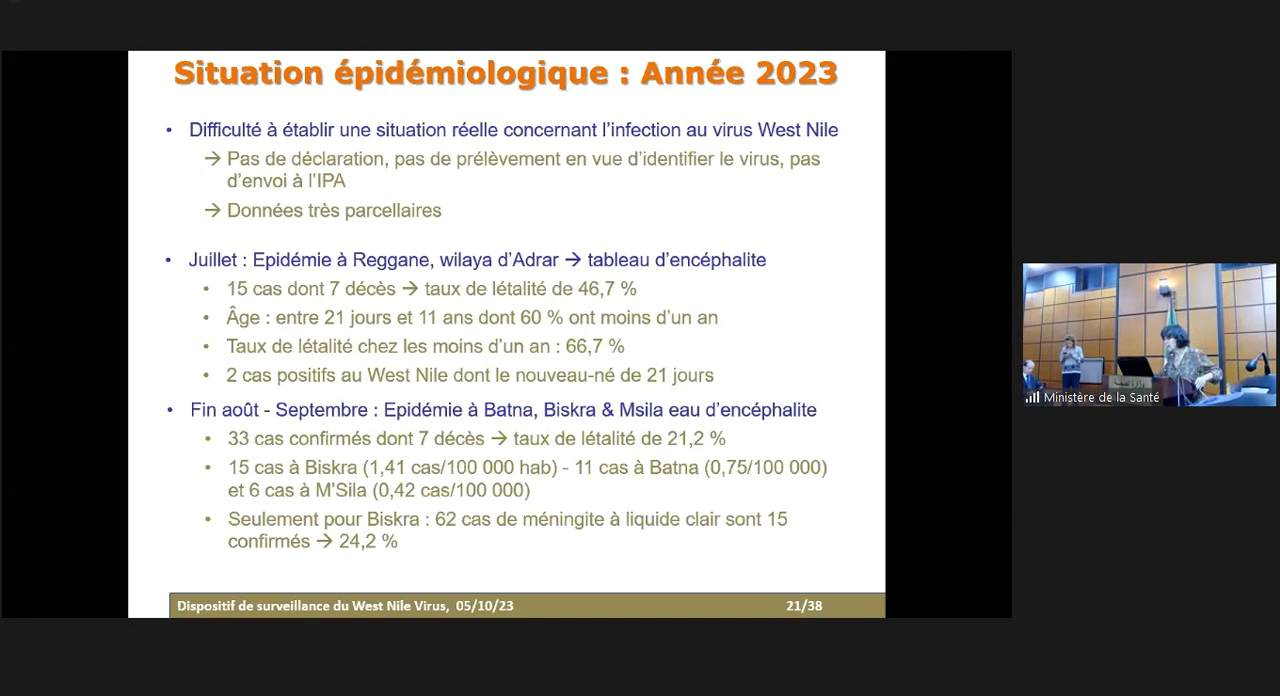 Situation épidémiologique : Année 2023
• Difficulté à établir une situation réelle concernant l'infection au virus West Nile
→ Pas de déclaration, pas de prélèvement en vue d'identifier le virus, pas
d'envoi à l'IPA
→ Données très parcellaires
• Juillet : Epidémie à Reggane, wilaya d'Adrar → tableau d'encéphalite
• 15 cas dont 7 décès → taux de létalité de 46,7 %
• Âge : entre 21 jours et 11 ans dont 60 % ont moins d'un an
• Taux de létalité chez les moins d'un an : 66,7 %
• 2 cas positifs au West Nile dont le nouveau-né de 21 jours
• Fin août - Septembre : Epidémie à Batna, Biskra & Msila eau d'encéphalite
• 33 cas confirmés dont 7 décès → taux de létalité de 21,2 %
• 15 cas à Biskra (1,41 cas/100 000 hab) - 11 cas à Batna (0,75/100 000)
et 6 cas à M'Sila (0,42 cas/100 000)
• Seulement pour Biskra : 62 cas de méningite à liquide clair sont 15
confirmés → 24,2 %
Dispositif de surveillance du West Nile Virus, 05/10/23 21/38
وزارة الصحة
Ministère de la Santé